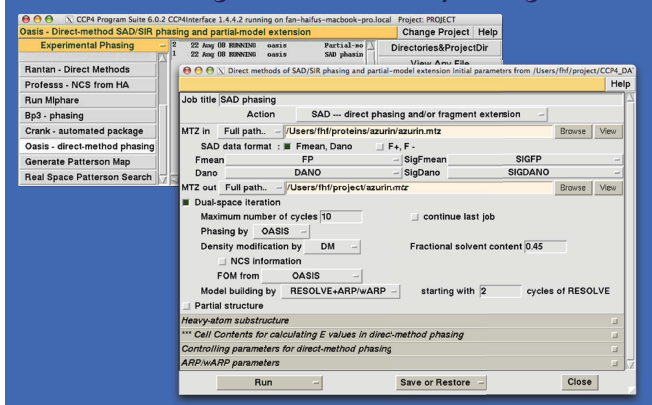 CCP4 Program Suite 6.0.2 CCP4Interface 1.4.4.2 running on fan-haifus-macbook-pro.local Project: PROJECT
Oasis - Direct-method SAD/SIR phasing and partial-model extension Change Project Help
Experimental Phasing
2 22 Aug 08 RUNNING oasis Partial-mo
1 22 Aug 08 RUNNING oasis SAD phasin
Directories&ProjectDir
View Any File
Rantan - Direct Methods
Professs - NCS from HA
Run Mlphare
Bp3 - phasing
Crank - automated package
Oasis - direct-method phasing
Generate Patterson Map
Real Space Patterson Search
Direct methods of SAD/SIR phasing and partial-model extension Initial parameters from /Users/fhf/project/CCP4_DAT
Help
Job title SAD phasing
Action SAD --- direct phasing and/or fragment extension
MTZ in Full path.. /Users/fhf/proteins/azurin/azurin.mtz Browse View
SAD data format : Fmean, Dano F+, F -
Fmean FP SigFmean SIGFP
Dano DANO SigDano SIGDANO
MTZ out Full path.. /Users/fhf/project/azurin.mtz Browse View
Dual-space iteration
Maximum number of cycles 10 continue last job
Phasing by OASIS
Density modification by DM Fractional solvent content 0.45
NCS information
FOM from OASIS
Model building by RESOLVE+ARP/wARP starting with 2 cycles of RESOLVE
Partial structure
Heavy-atom substructure
*** Cell Contents for calculating E values in direct-method phasing
Controlling parameters for direct-method phasing
ARP/wARP parameters
Run Save or Restore Close